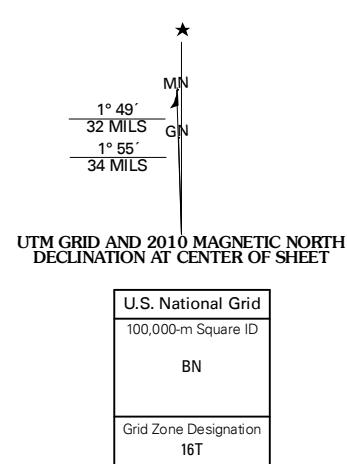 MN
1° 49´
32 MILS
GN
1° 55´
34 MILS
UTM GRID AND 2010 MAGNETIC NORTH
DECLINATION AT CENTER OF SHEET
U.S. National Grid
100,000-m Square ID
BN
Grid Zone Designation
16T